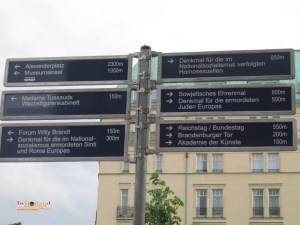 Alexanderplatz 2300m
Museumsinsel 1300m
Madame Tussauds 150m
Wachsfigurenkabinett
Forum Willy Brandt 150m
Denkmal für die im National- 300m
sozialismus ermordeten Sinti
und Roma Europas
Denkmal für die im 650m
Nationalsozialismus verfolgten
Homosexuellen
Sowjetisches Ehrenmal 600m
Denkmal für die ermordeten 500m
Juden Europas
Reichstag / Bundestag 550m
Brandenburger Tor 200m
Akademie der Künste 150m